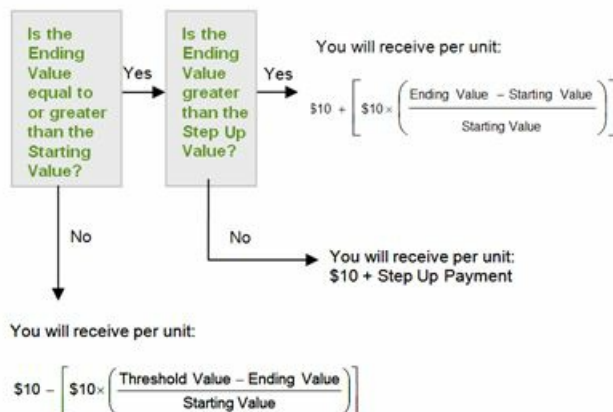 Is the
Ending
Value
equal to
or greater
than the
Starting
Value?
Yes
Is the
Ending
Value
greater
than the
Step Up
Value?
Yes
You will receive per unit:
$10 + [ $10 × ( Ending Value – Starting Value
Starting Value ) ]
No
No
You will receive per unit:
$10 + Step Up Payment
You will receive per unit:
$10 – [ $10× ( Threshold Value – Ending Value
Starting Value ) ]